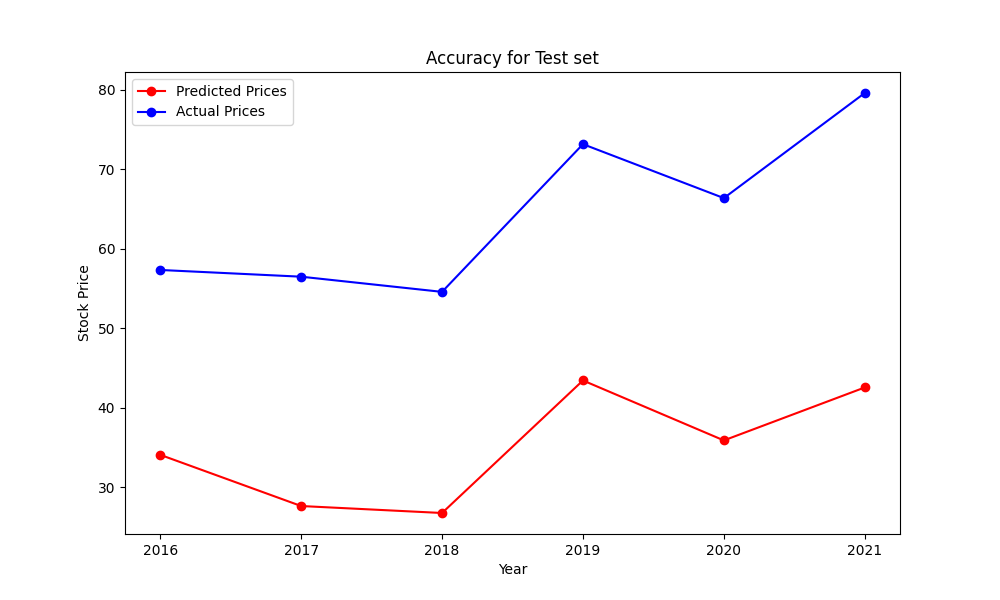 Accuracy for Test set
Predicted Prices
Actual Prices
80
70
60
50
40
30
Stock Price
2016 2017 2018 2019 2020 2021
Year